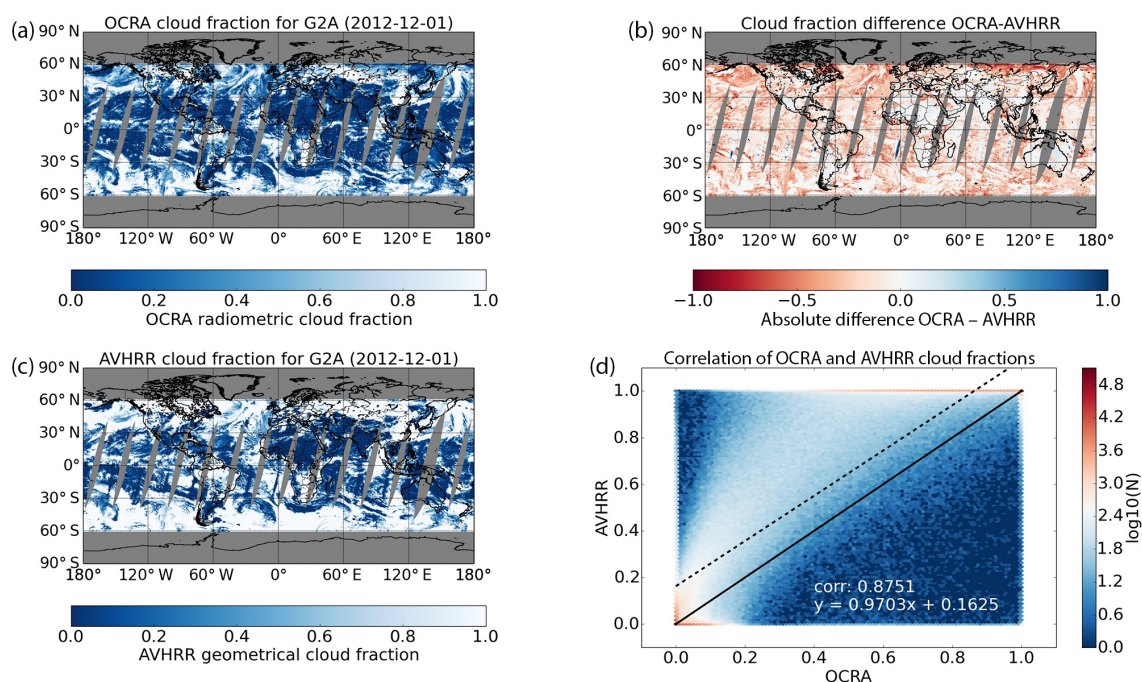 (a)
OCRA cloud fraction for G2A (2012-12-01)
90° N
60° N
30° N
0°
30° S
60° S
90° S
180° 120° W 60° W 0° 60° E 120° E 180°
0.0 0.2 0.4 0.6 0.8 1.0
OCRA radiometric cloud fraction
(b)
Cloud fraction difference OCRA-AVHRR
90° N
60° N
30° N
0°
30° S
60° S
90° S
180° 120° W 60° W 0° 60° E 120° E 180°
−1.0 −0.5 0.0 0.5 1.0
Absolute difference OCRA – AVHRR
(c)
AVHRR cloud fraction for G2A (2012-12-01)
90° N
60° N
30° N
0°
30° S
60° S
90° S
180° 120° W 60° W 0° 60° E 120° E 180°
0.0 0.2 0.4 0.6 0.8 1.0
AVHRR geometrical cloud fraction
(d)
Correlation of OCRA and AVHRR cloud fractions
1.0
0.8
0.6
0.4
0.2
0.0
AVHRR
corr: 0.8751
y = 0.9703x + 0.1625
0.0 0.2 0.4 0.6 0.8 1.0
OCRA
4.8
4.2
3.6
3.0
2.4
1.8
1.2
0.6
0.0
log10(N)